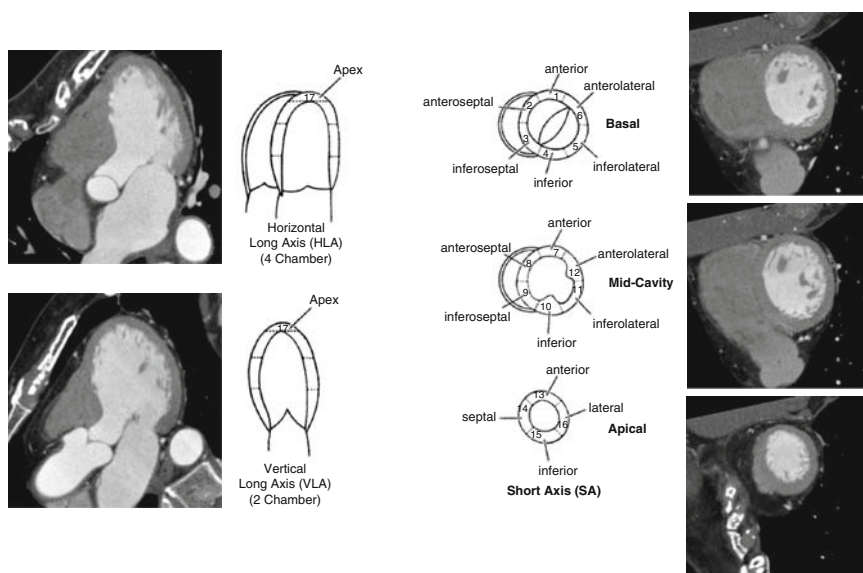 Apex
17
Horizontal
Long Axis (HLA)
(4 Chamber)
Apex
17
Vertical
Long Axis (VLA)
(2 Chamber)
anterior
anterolateral
anteroseptal
1
2
6
Basal
3
4
5
inferoseptal
inferolateral
inferior
anterior
anteroseptal
anterolateral
7
8
12
Mid-Cavity
9
11
10
inferoseptal
inferolateral
inferior
anterior
13
14
lateral
septal
16
Apical
15
inferior
Short Axis (SA)